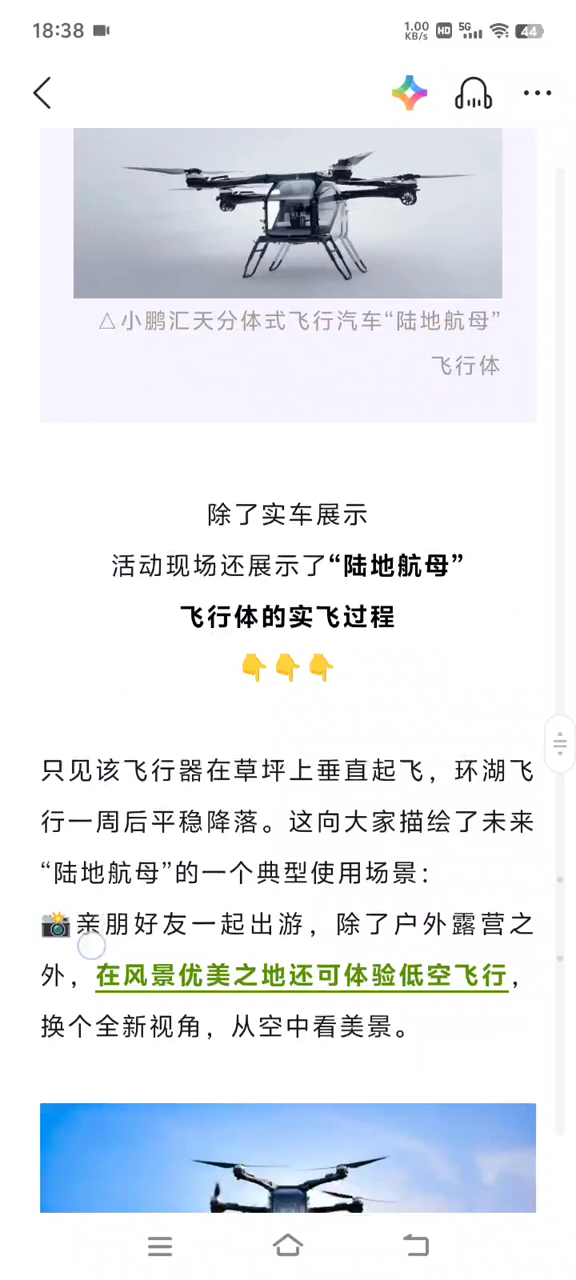 18:38
1.00 KB/s HD 5G 44
△小鹏汇天分体式飞行汽车“陆地航母”
飞行体
除了实车展示
活动现场还展示了“陆地航母”
飞行体的实飞过程
👇👇👇
只见该飞行器在草坪上垂直起飞，环湖飞
行一周后平稳降落。这向大家描绘了未来
“陆地航母”的一个典型使用场景：
📸亲朋好友一起出游，除了户外露营之
外，在风景优美之地还可体验低空飞行，
换个全新视角，从空中看美景。